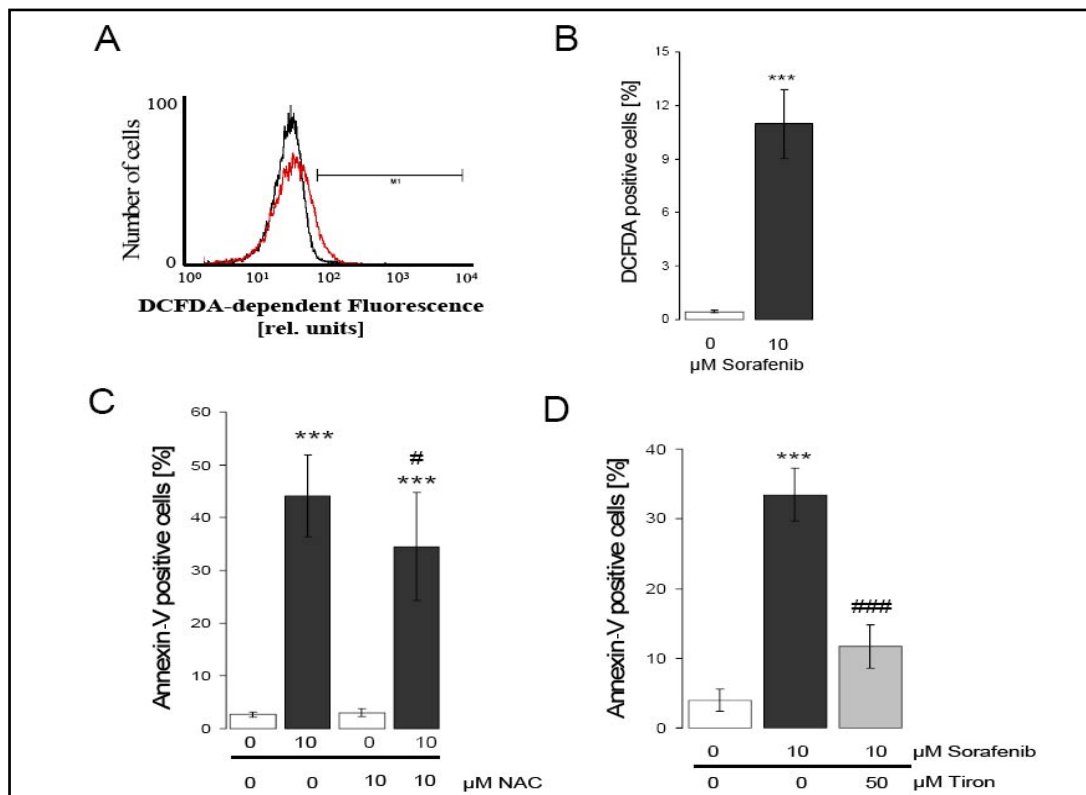 A
100
Number of cells
M1
0
10⁰ 10¹ 10² 10³ 10⁴
DCFDA-dependent Fluorescence
[rel. units]
B
15
12
9
6
3
0
DCFDA positive cells [%]
***
0 10
µM Sorafenib
C
60
50
40
30
20
10
0
Annexin-V positive cells [%]
***
#
***
0 10 0 10
0 0 10 10 µM NAC
D
40
30
20
10
0
Annexin-V positive cells [%]
***
###
0 10 10 µM Sorafenib
0 0 50 µM Tiron